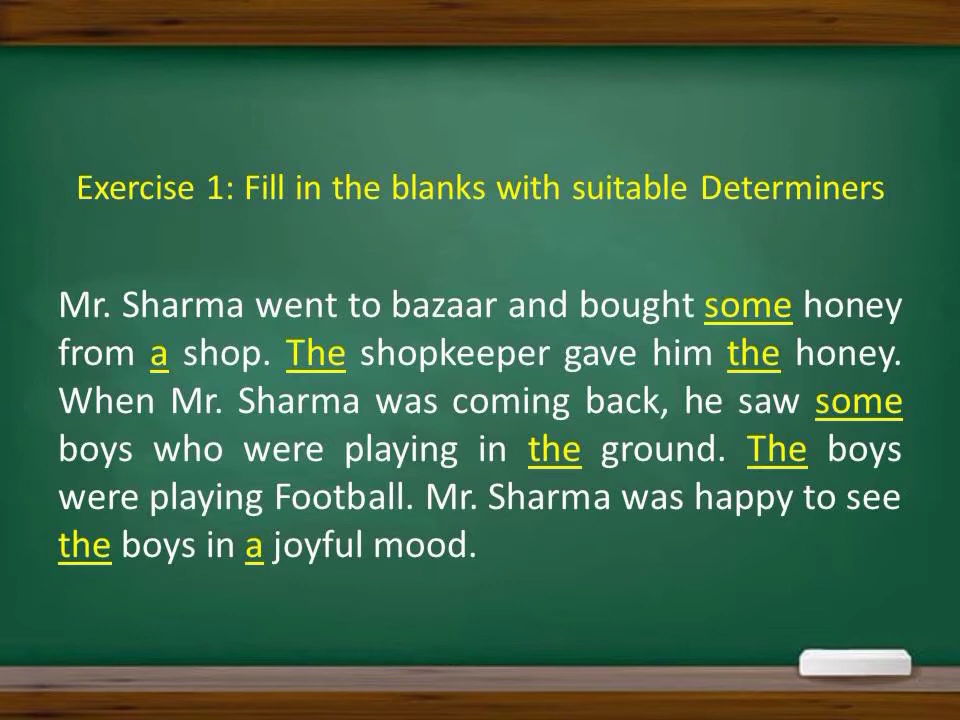 Exercise 1: Fill in the blanks with suitable Determiners
Mr. Sharma went to bazaar and bought some honey
from a shop. The shopkeeper gave him the honey.
When Mr. Sharma was coming back, he saw some
boys who were playing in the ground. The boys
were playing Football. Mr. Sharma was happy to see
the boys in a joyful mood.